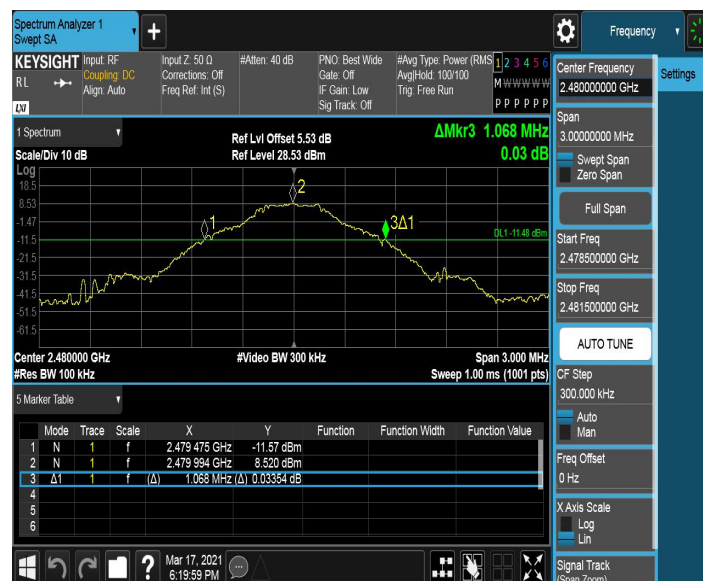 Spectrum Analyzer 1
Swept SA
+
Frequency
KEYSIGHT
RL
LXI
Input: RF
Coupling: DC
Align: Auto
Input Z: 50 Ω
Corrections: Off
Freq Ref: Int (S)
#Atten: 40 dB
PNO: Best Wide
Gate: Off
IF Gain: Low
Sig Track: Off
#Avg Type: Power (RMS
Avg|Hold: 100/100
Trig: Free Run
1 2 3 4 5 6
M W W W W W
P P P P P P
1 Spectrum
Scale/Div 10 dB
Ref Lvl Offset 5.53 dB
Ref Level 28.53 dBm
ΔMkr3 1.068 MHz
0.03 dB
Log
18.5
8.53
-1.47
-11.5
-21.5
-31.5
-41.5
-51.5
-61.5
1
2
3Δ1
DL1 -11.48 dBm
Center 2.480000 GHz
#Res BW 100 kHz
#Video BW 300 kHz
Span 3.000 MHz
Sweep 1.00 ms (1001 pts)
5 Marker Table
Mode Trace Scale X Y Function Function Width Function Value
1 N 1 f 2.479 475 GHz -11.57 dBm
2 N 1 f 2.479 994 GHz 8.520 dBm
3 Δ1 1 f (Δ) 1.068 MHz (Δ) 0.03354 dB
4
5
6
?
Mar 17, 2021
6:19:59 PM
Center Frequency
2.480000000 GHz
Settings
Span
3.00000000 MHz
Swept Span
Zero Span
Full Span
Start Freq
2.478500000 GHz
Stop Freq
2.481500000 GHz
AUTO TUNE
CF Step
300.000 kHz
Auto
Man
Freq Offset
0 Hz
X Axis Scale
Log
Lin
Signal Track
(Span Zoom)